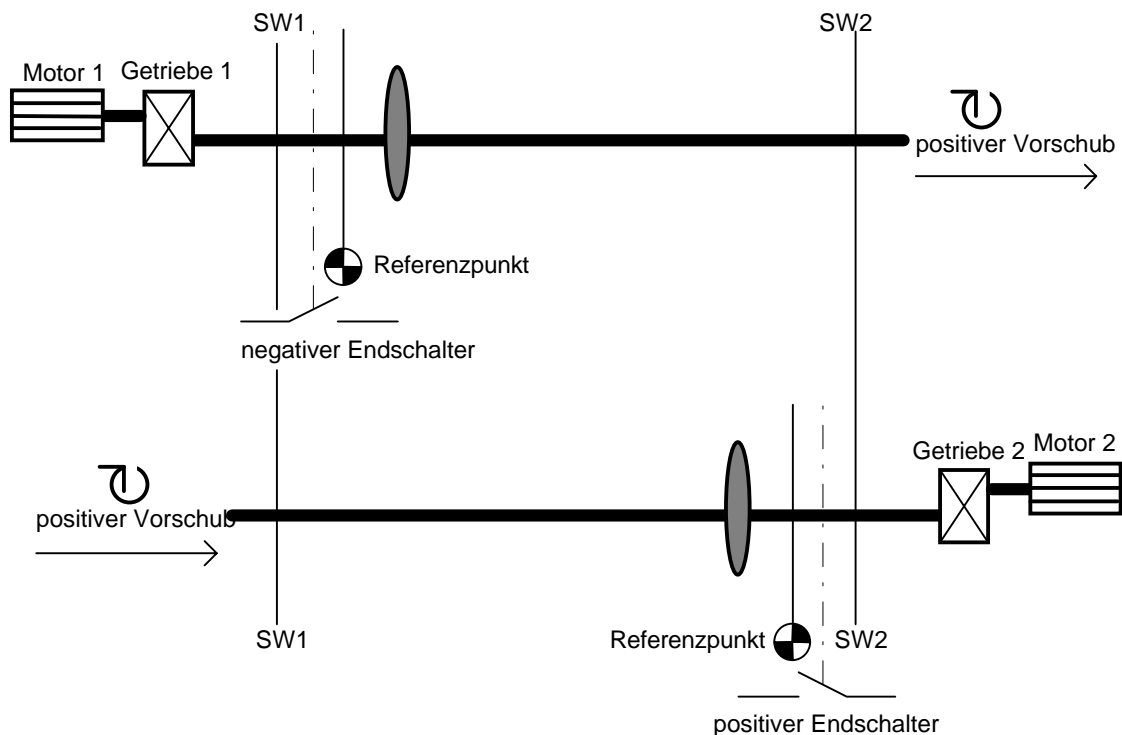 SW1
SW2
Motor 1
Getriebe 1
positiver Vorschub
Referenzpunkt
negativer Endschalter
Getriebe 2
Motor 2
positiver Vorschub
SW1
Referenzpunkt
SW2
positiver Endschalter